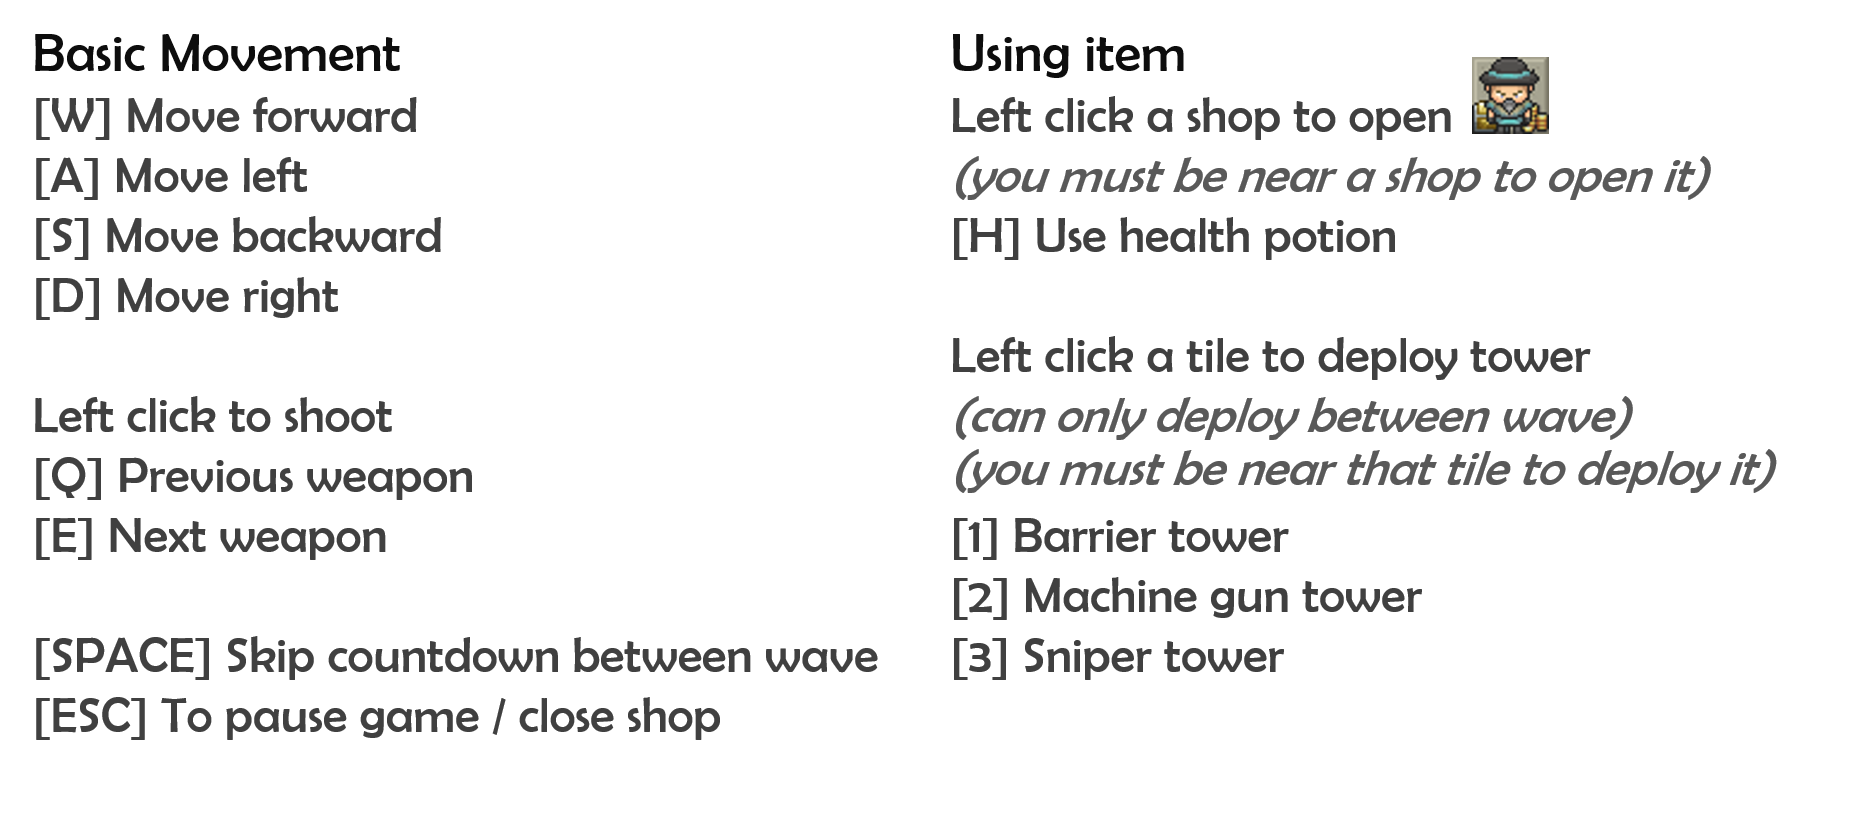 Basic Movement
[W] Move forward
[A] Move left
[S] Move backward
[D] Move right
Left click to shoot
[Q] Previous weapon
[E] Next weapon
[SPACE] Skip countdown between wave
[ESC] To pause game / close shop
Using item
Left click a shop to open
(you must be near a shop to open it)
[H] Use health potion
Left click a tile to deploy tower
(can only deploy between wave)
(you must be near that tile to deploy it)
[1] Barrier tower
[2] Machine gun tower
[3] Sniper tower